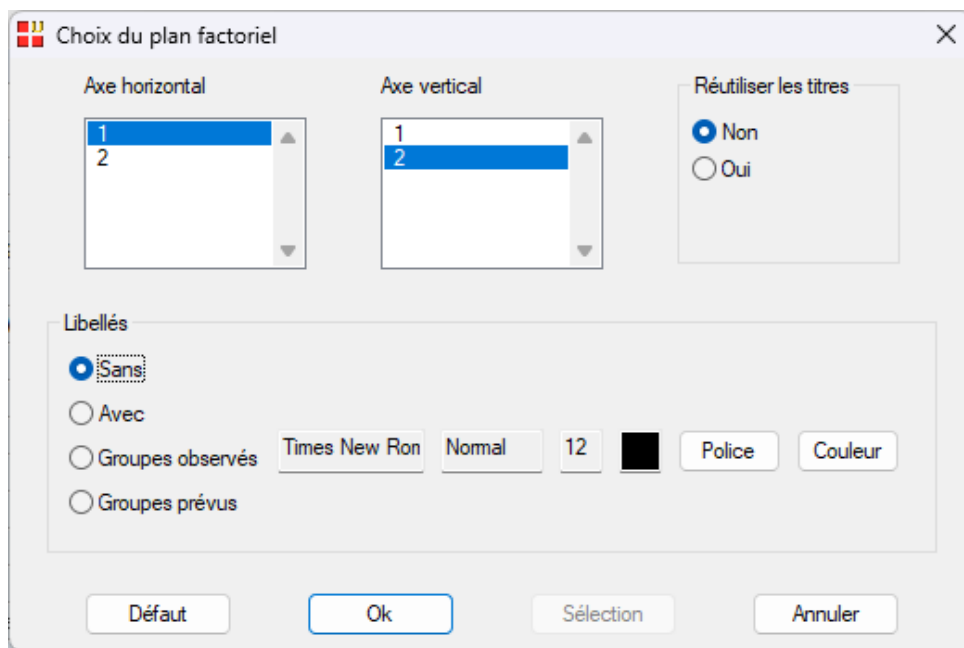 Choix du plan factoriel
Axe horizontal
Axe vertical
Réutiliser les titres
1
2
1
2
Non
Oui
Libellés
Sans
Avec
Groupes observés
Times New Ron
Normal
12
Police
Couleur
Groupes prévus
Défaut
Ok
Sélection
Annuler